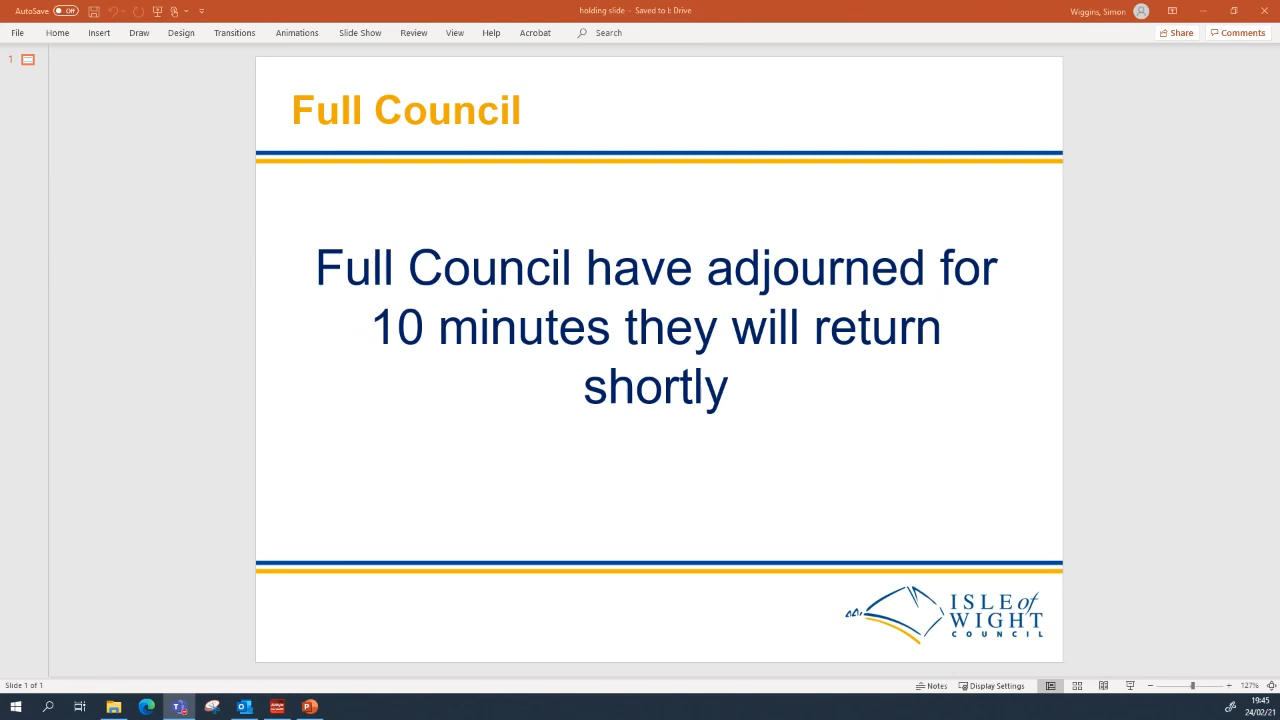 AutoSave Off holding slide - Saved to I: Drive Wiggins, Simon
File Home Insert Draw Design Transitions Animations Slide Show Review View Help Acrobat Search Share Comments
1
Full Council
Full Council have adjourned for
10 minutes they will return
shortly
ISLE of
WIGHT
COUNCIL
Slide 1 of 1 Notes Display Settings 127%
19:45
24/02/21